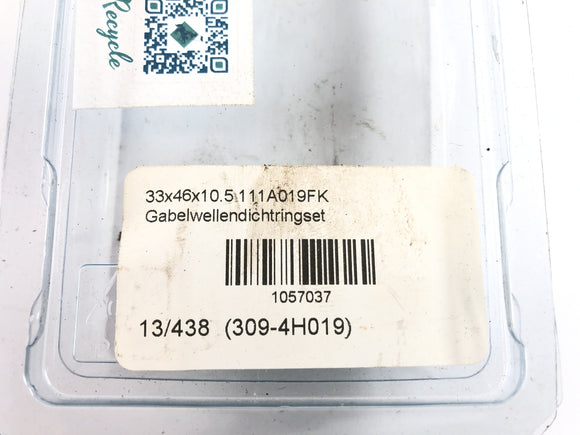 Recycle
33x46x10.5 111A019FK
Gabelwellendichtringset
1057037
13/438 (309-4H019)